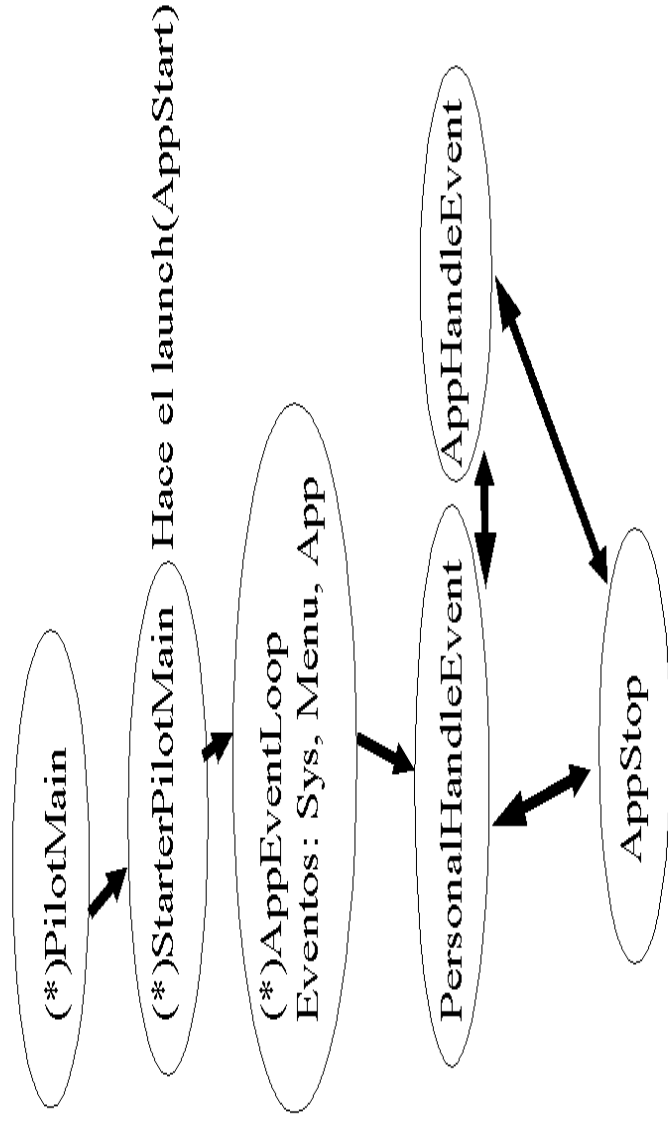 (*)PilotMain
(*)StarterPilotMain
Hace el launch(AppStart)
(*)AppEventLoop
Eventos: Sys, Menu, App
PersonalHandleEvent
AppHandleEvent
AppStop